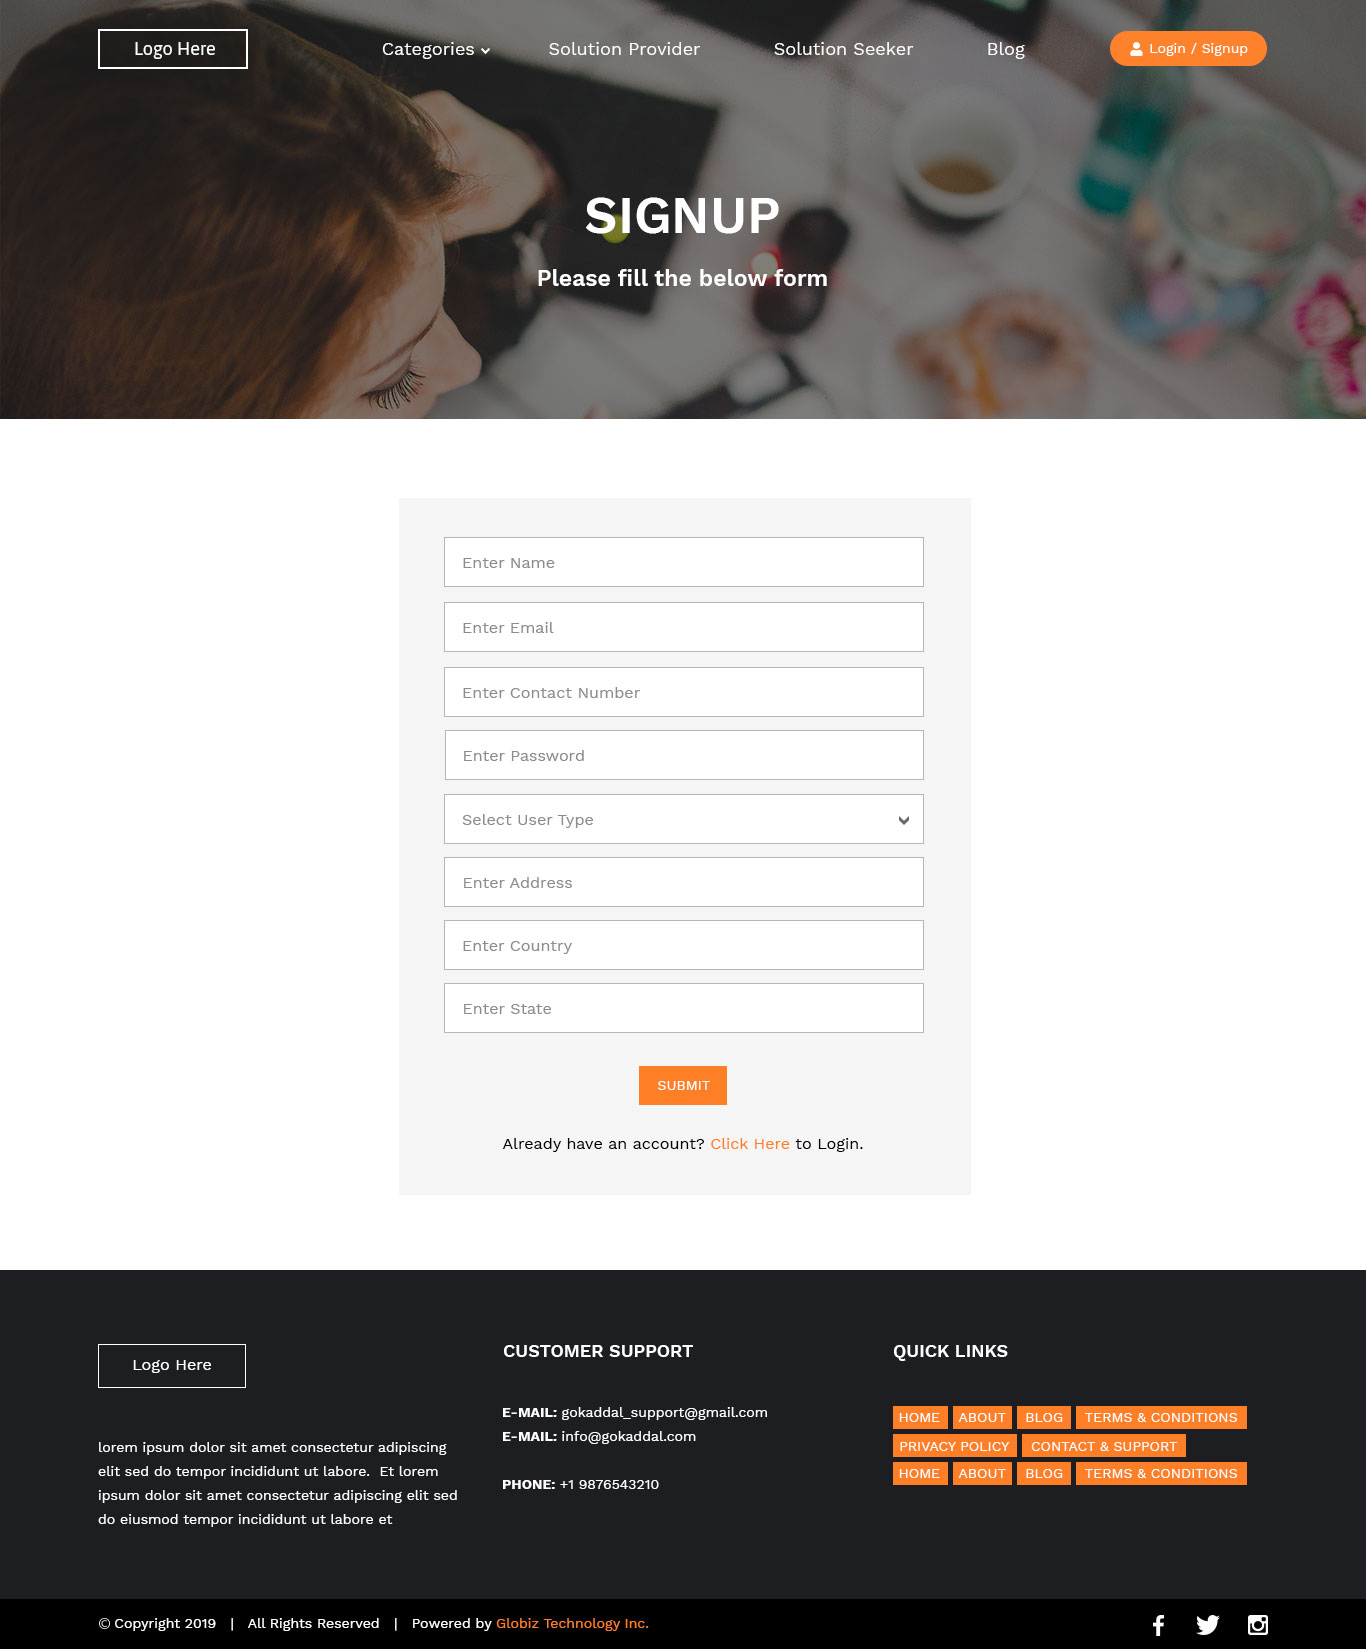 Logo Here
Categories
Solution Provider
Solution Seeker
Blog
Login / Signup
SIGNUP
Please fill the below form
Enter Name
Enter Email
Enter Contact Number
Enter Password
Select User Type
Enter Address
Enter Country
Enter State
SUBMIT
Already have an account? Click Here to Login.
Logo Here
lorem ipsum dolor sit amet consectetur adipiscing
elit sed do tempor incididunt ut labore. Et lorem
ipsum dolor sit amet consectetur adipiscing elit sed
do eiusmod tempor incididunt ut labore et
CUSTOMER SUPPORT
E-MAIL: gokaddal_support@gmail.com
E-MAIL: info@gokaddal.com
PHONE: +1 9876543210
QUICK LINKS
HOME ABOUT BLOG TERMS & CONDITIONS
PRIVACY POLICY CONTACT & SUPPORT
HOME ABOUT BLOG TERMS & CONDITIONS
© Copyright 2019 | All Rights Reserved | Powered by Globiz Technology Inc.